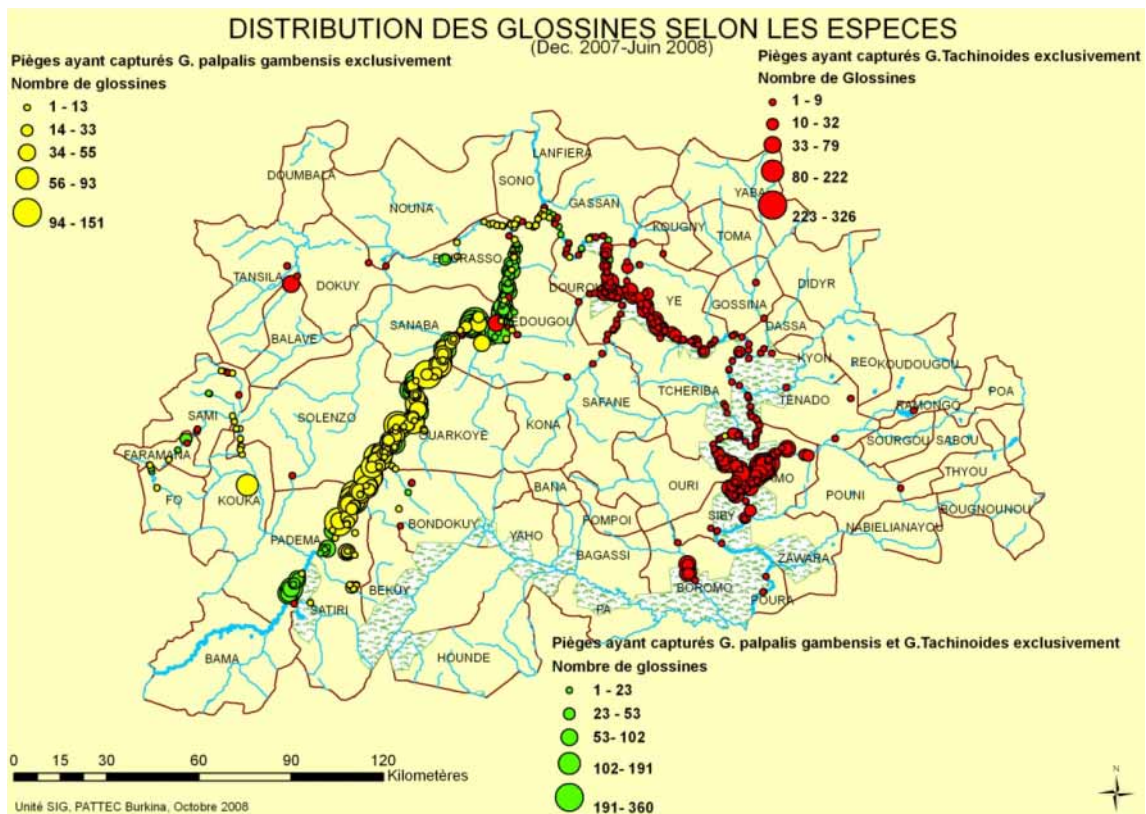 DISTRIBUTION DES GLOSSINES SELON LES ESPECES
(Dec. 2007-Juin 2008)
Pièges ayant capturés G. palpalis gambensis exclusivement
Nombre de glossines
1 - 13
14 - 33
34 - 55
56 - 93
94 - 151
Pièges ayant capturés G.Tachinoides exclusivement
Nombre de Glossines
1 - 9
10 - 32
33 - 79
80 - 222
223 - 326
LANFIERA
DOUMBALA
SONO
YABA
NOUNA
GASSAN
KOUGNY
TOMA
TANSILA
DOKUY
YE
DIDYR
GOSSINA
SANABA
DASSA
BALAVE
KYON
REO
KOUDOUGOU
TCHERIBA
TENADO
POA
SAFANE
RAMONGO
SAMI
SOLENZO
OUARKOYE
KONA
SOURGOU
SABOU
FARAMANA
THYOU
KOUKA
FO
BANA
OURI
POUNI
BOUGNOUNOU
SIBY
NABIELIANAYOU
BONDOKUY
POMPOI
PADEMA
YAHO
BAGASSI
ZAWARA
BEKUY
BOROMO
POURA
SATIRI
PA
BAMA
HOUNDE
Pièges ayant capturés G. palpalis gambensis et G.Tachinoides exclusivement
Nombre de glossines
1 - 23
23 - 53
53- 102
102- 191
191- 360
0 15 30 60 90 120
Kilometères
N
Unité SIG, PATTEC Burkina, Octobre 2008